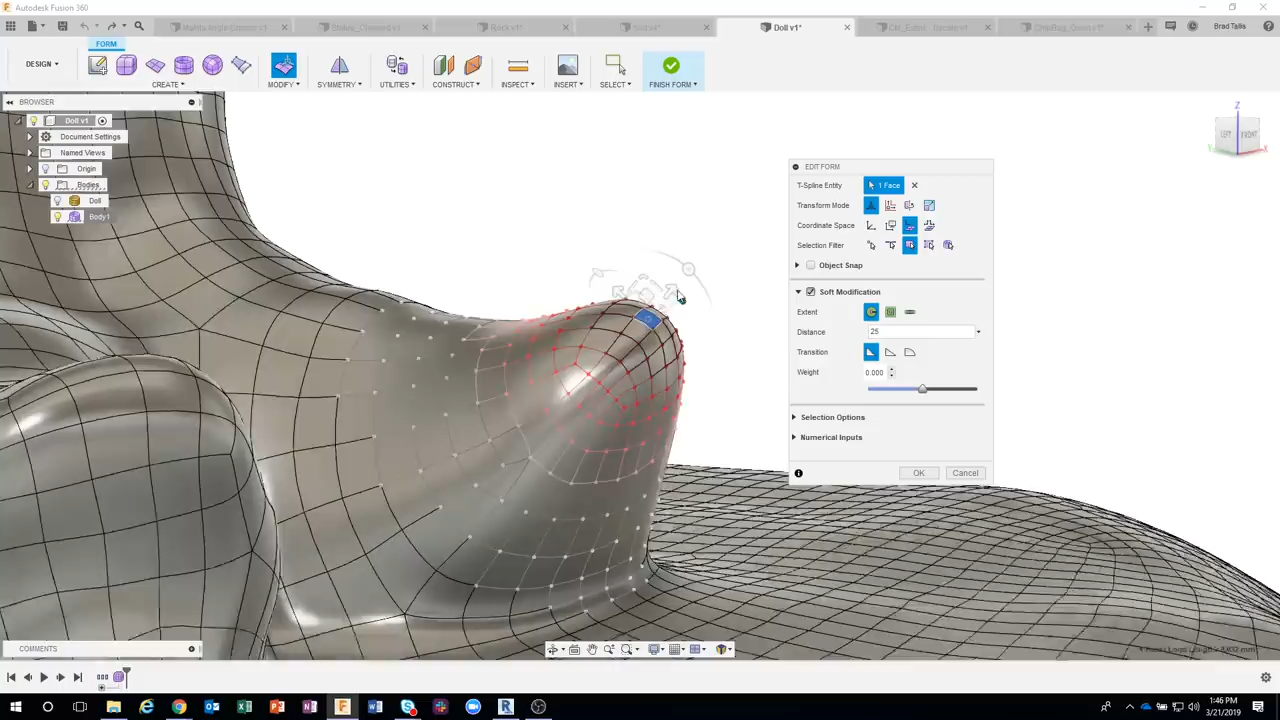 Autodesk Fusion 360
Doll v1*
Brad Tallis
FORM
DESIGN
CREATE
MODIFY
SYMMETRY
UTILITIES
CONSTRUCT
INSPECT
INSERT
SELECT
FINISH FORM
BROWSER
Doll v1
Document Settings
Named Views
Origin
Bodies
Doll
Body1
Z
LEFT
FRONT
X
Y
EDIT FORM
T-Spline Entity
1 Face
Transform Mode
Coordinate Space
Selection Filter
Object Snap
Soft Modification
Extent
Distance
25
Transition
Weight
0.000
Selection Options
Numerical Inputs
OK
Cancel
COMMENTS
1:46 PM
3/21/2019